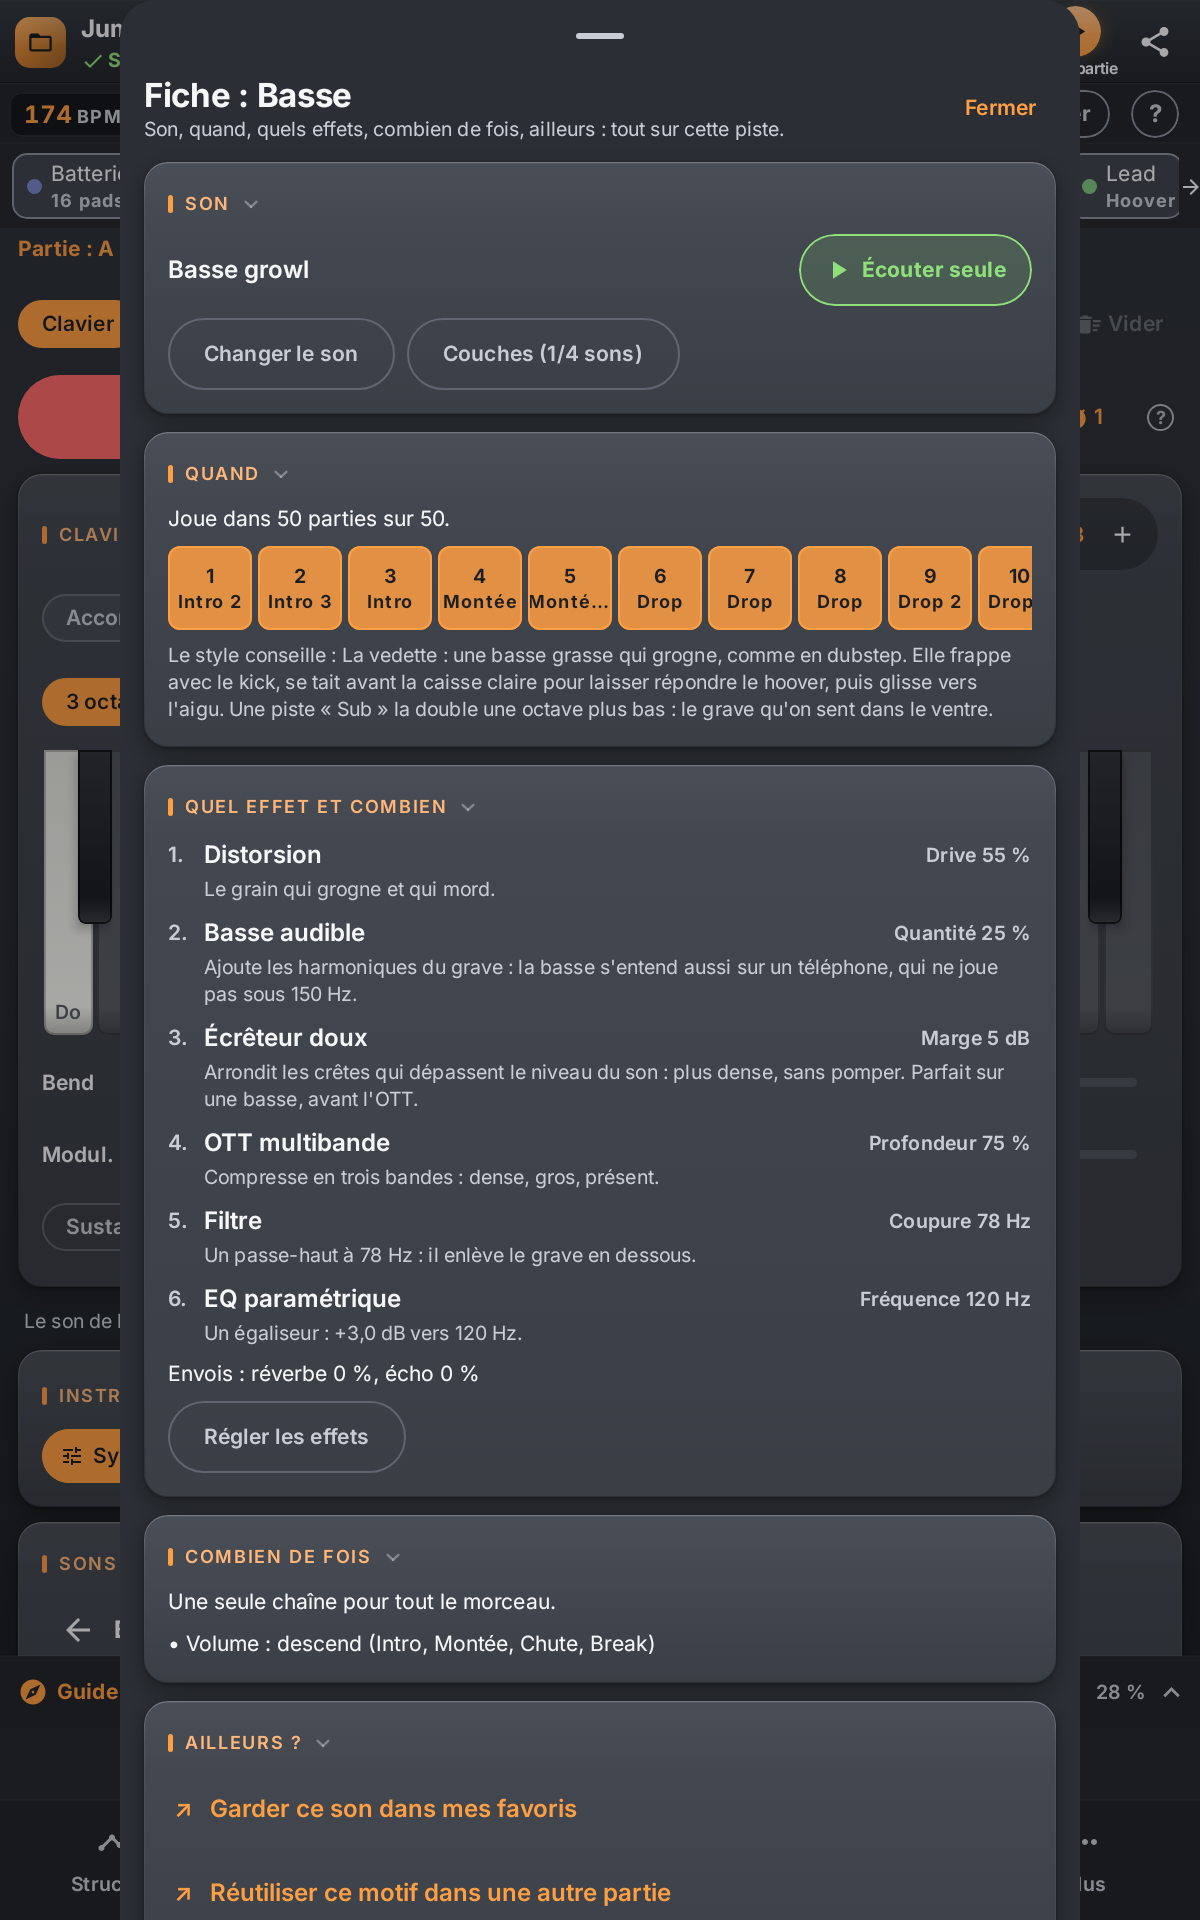 Fiche : Basse
Son, quand, quels effets, combien de fois, ailleurs : tout sur cette piste.
Fermer
partie
174 BPM
?
Batterie
16 pads
Lead
Hoover
Partie : A
Clavier
Vider
1
?
SON
Basse growl
Écouter seule
Changer le son
Couches (1/4 sons)
QUAND
Joue dans 50 parties sur 50.
1 Intro 2
2 Intro 3
3 Intro
4 Montée
5 Monté...
6 Drop
7 Drop
8 Drop
9 Drop 2
10 Drop
Le style conseille : La vedette : une basse grasse qui grogne, comme en dubstep. Elle frappe
avec le kick, se tait avant la caisse claire pour laisser répondre le hoover, puis glisse vers
l'aigu. Une piste « Sub » la double une octave plus bas : le grave qu'on sent dans le ventre.
QUEL EFFET ET COMBIEN
1. Distorsion
Drive 55 %
Le grain qui grogne et qui mord.
2. Basse audible
Quantité 25 %
Ajoute les harmoniques du grave : la basse s'entend aussi sur un téléphone, qui ne joue
pas sous 150 Hz.
3. Écrêteur doux
Marge 5 dB
Arrondit les crêtes qui dépassent le niveau du son : plus dense, sans pomper. Parfait sur
une basse, avant l'OTT.
4. OTT multibande
Profondeur 75 %
Compresse en trois bandes : dense, gros, présent.
5. Filtre
Coupure 78 Hz
Un passe-haut à 78 Hz : il enlève le grave en dessous.
6. EQ paramétrique
Fréquence 120 Hz
Un égaliseur : +3,0 dB vers 120 Hz.
Envois : réverbe 0 %, écho 0 %
Régler les effets
COMBIEN DE FOIS
Une seule chaîne pour tout le morceau.
• Volume : descend (Intro, Montée, Chute, Break)
AILLEURS ?
Garder ce son dans mes favoris
Réutiliser ce motif dans une autre partie
Do
Bend
Modul.
Le son de
Guide
28 %